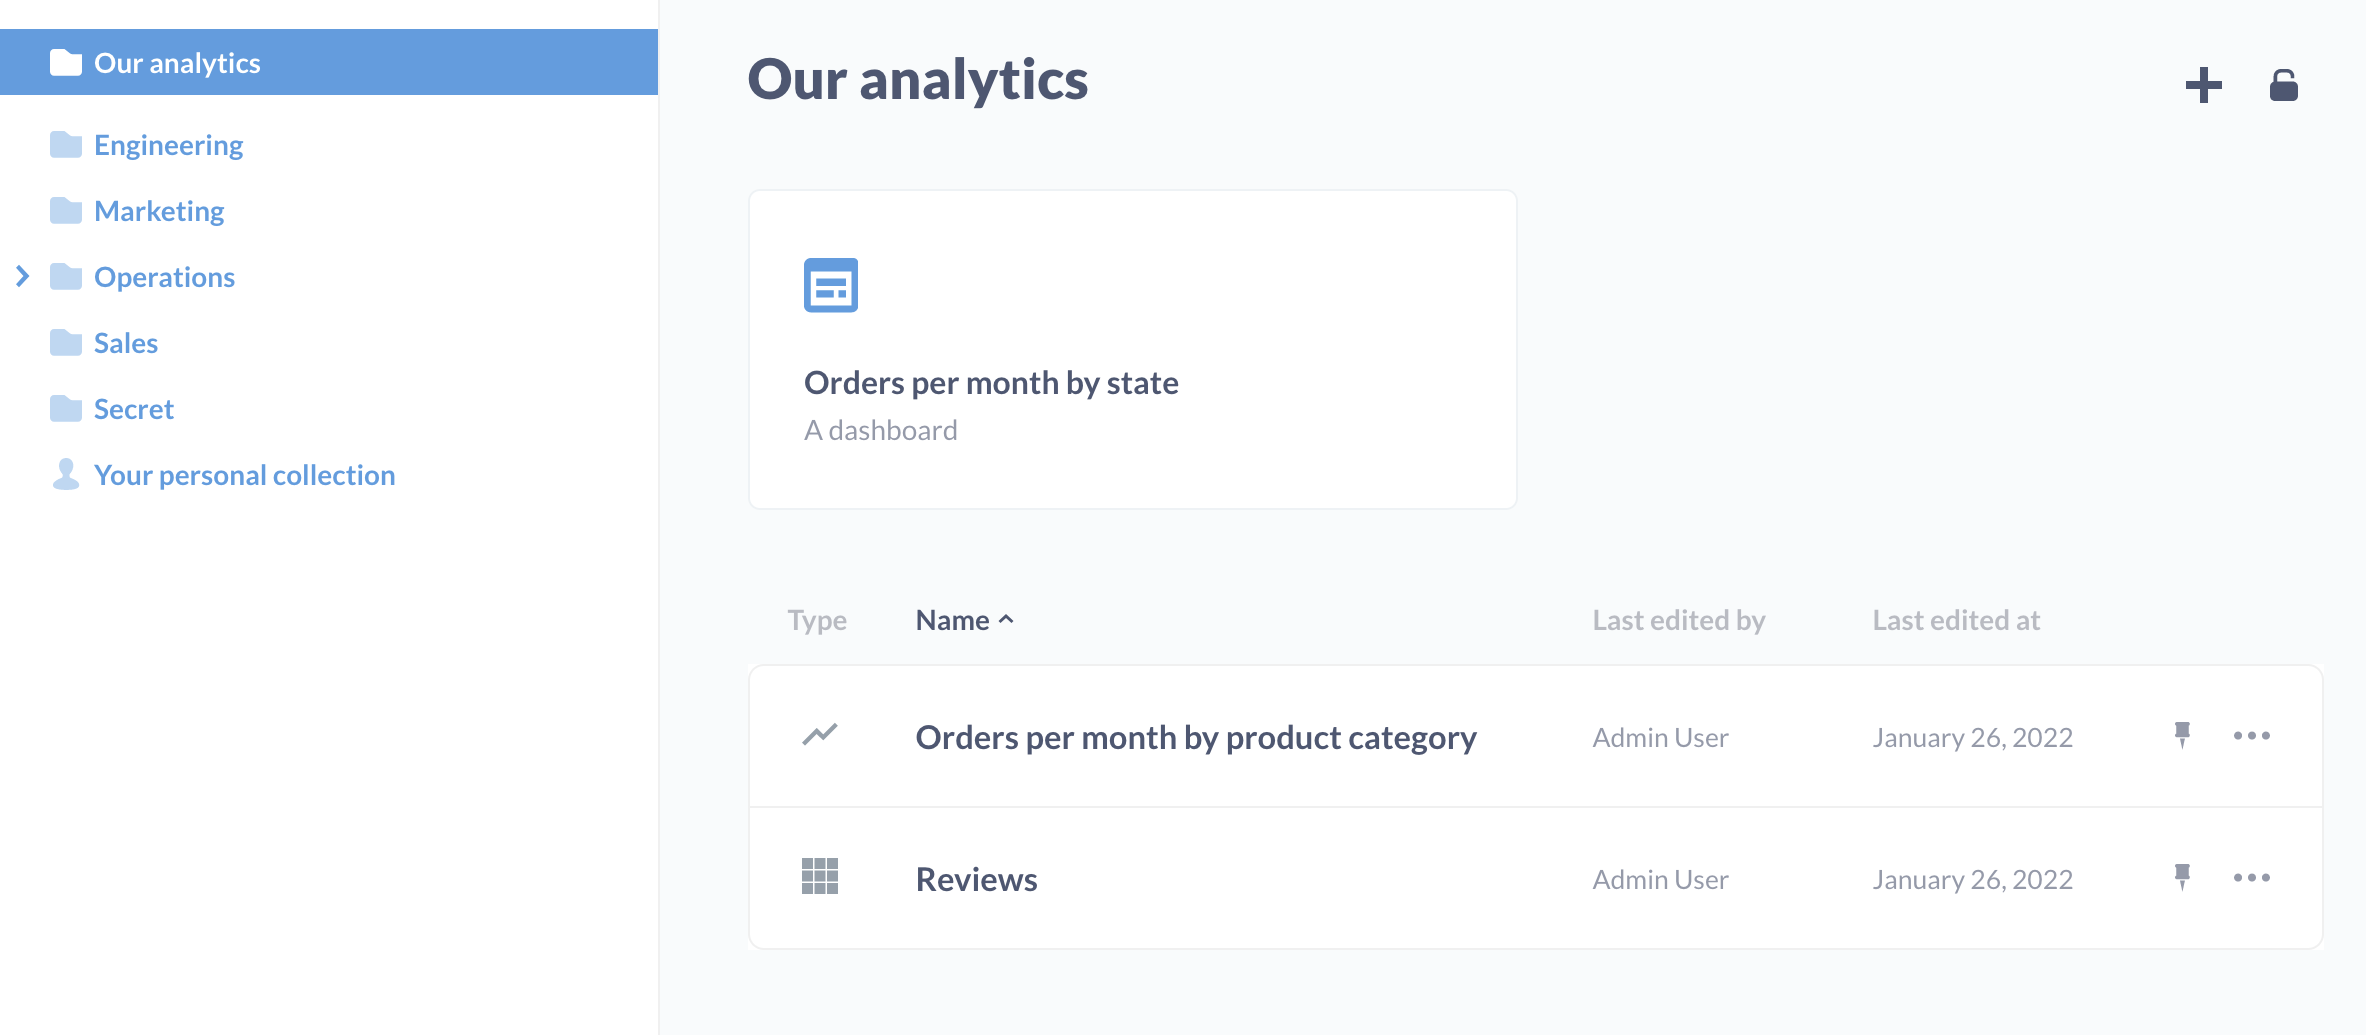 Our analytics
Engineering
Marketing
Operations
Sales
Secret
Your personal collection
Our analytics
Orders per month by state
A dashboard
Type Name Last edited by Last edited at
Orders per month by product category Admin User January 26, 2022
Reviews Admin User January 26, 2022